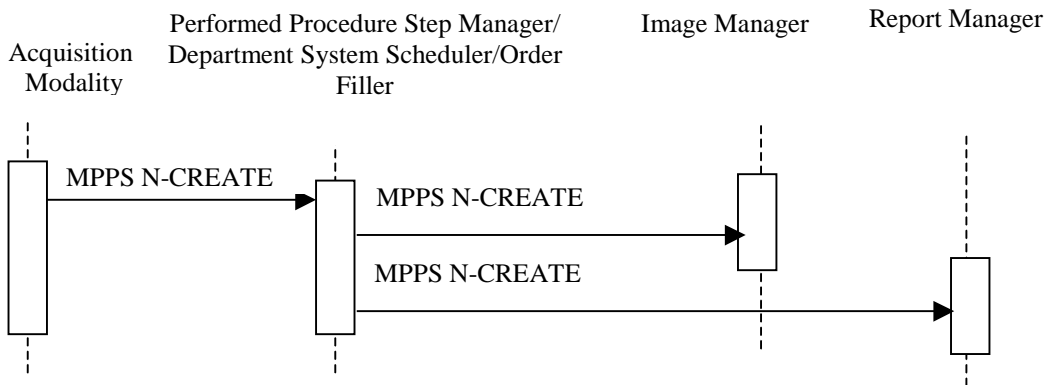 Acquisition
Modality
Performed Procedure Step Manager/
Department System Scheduler/Order
Filler
Image Manager
Report Manager
MPPS N-CREATE
MPPS N-CREATE
MPPS N-CREATE